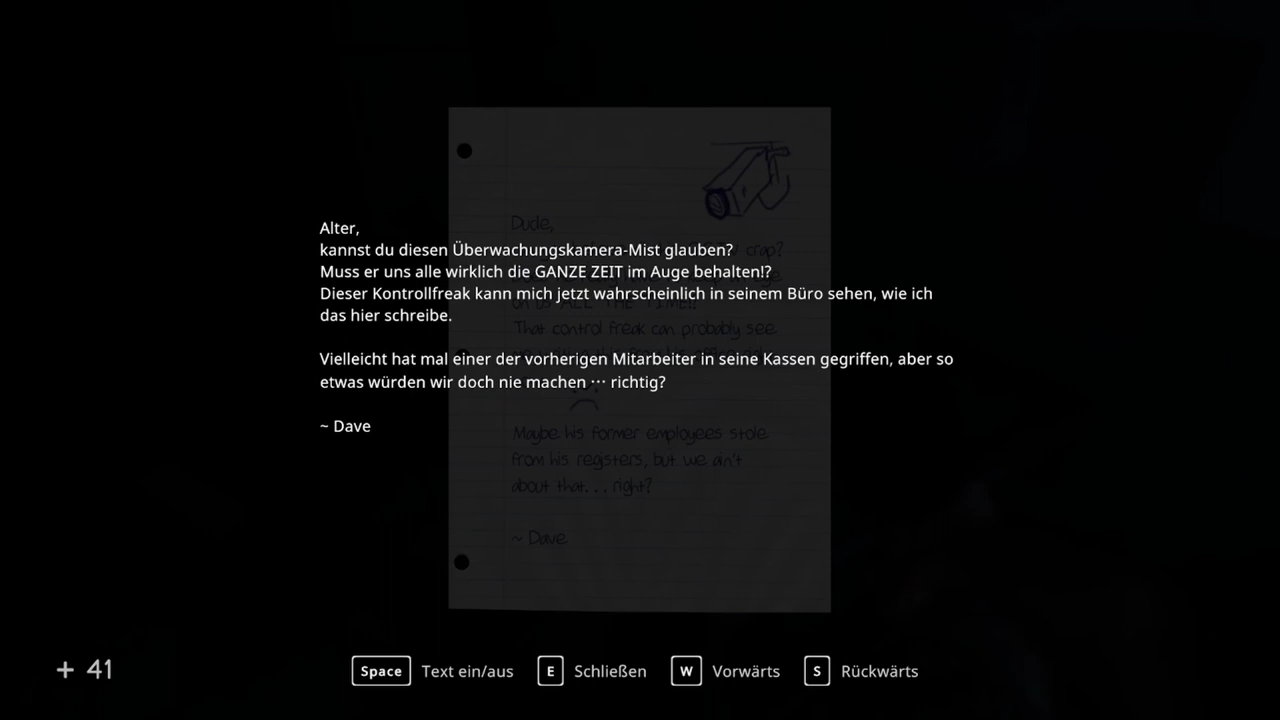 Alter,
kannst du diesen Überwachungskamera-Mist glauben?
Muss er uns alle wirklich die GANZE ZEIT im Auge behalten!?
Dieser Kontrollfreak kann mich jetzt wahrscheinlich in seinem Büro sehen, wie ich
das hier schreibe.
Vielleicht hat mal einer der vorherigen Mitarbeiter in seine Kassen gegriffen, aber so
etwas würden wir doch nie machen ··· richtig?
~ Dave
Dude,
crap?
ALL THE TIME!!
That control freak can probably see
Maybe his former employees stole
from his registers, but we ain't
about that. . . right?
~ Dave
+ 41
Space Text ein/aus E Schließen W Vorwärts S Rückwärts